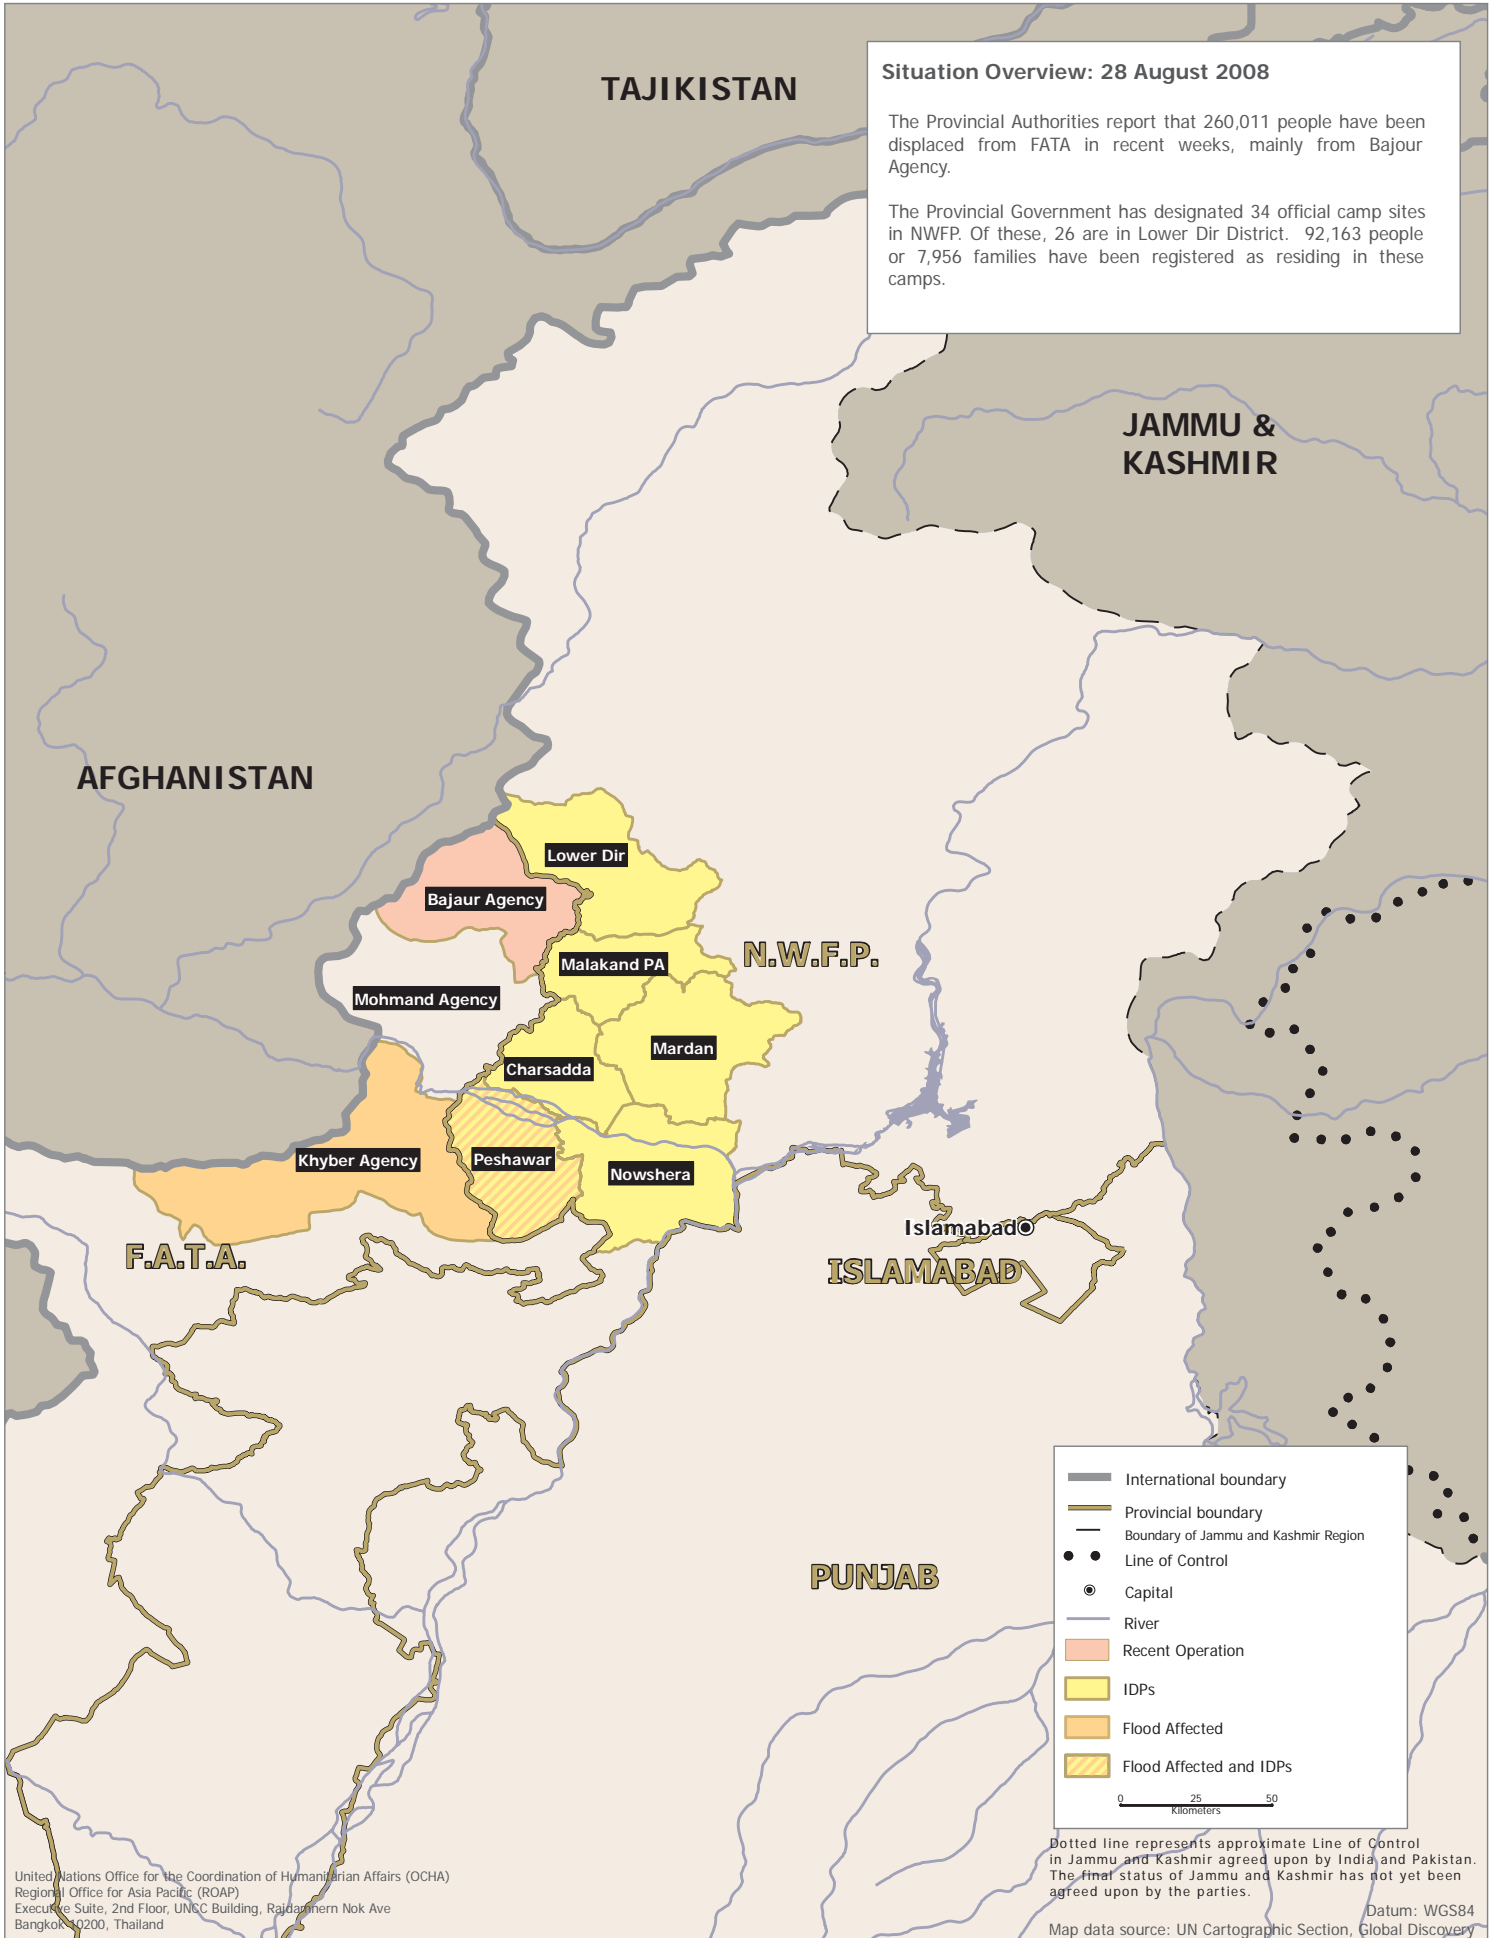 TAJIKISTAN
Situation Overview: 28 August 2008
The Provincial Authorities report that 260,011 people have been
displaced from FATA in recent weeks, mainly from Bajour
Agency.
The Provincial Government has designated 34 official camp sites
in NWFP. Of these, 26 are in Lower Dir District. 92,163 people
or 7,956 families have been registered as residing in these
camps.
JAMMU &
KASHMIR
AFGHANISTAN
Lower Dir
Bajaur Agency
N.W.F.P.
Malakand PA
Mohmand Agency
Mardan
Charsadda
Khyber Agency
Peshawar
Nowshera
Islamabad
F.A.T.A.
ISLAMABAD
PUNJAB
International boundary
Provincial boundary
Boundary of Jammu and Kashmir Region
Line of Control
Capital
River
Recent Operation
IDPs
Flood Affected
Flood Affected and IDPs
0 25 50
Kilometers
Dotted line represents approximate Line of Control
in Jammu and Kashmir agreed upon by India and Pakistan.
The final status of Jammu and Kashmir has not yet been
agreed upon by the parties.
United Nations Office for the Coordination of Humanitarian Affairs (OCHA)
Regional Office for Asia Pacific (ROAP)
Executive Suite, 2nd Floor, UNCC Building, Rajdamnern Nok Ave
Bangkok 10200, Thailand
Datum: WGS84
Map data source: UN Cartographic Section, Global Discovery